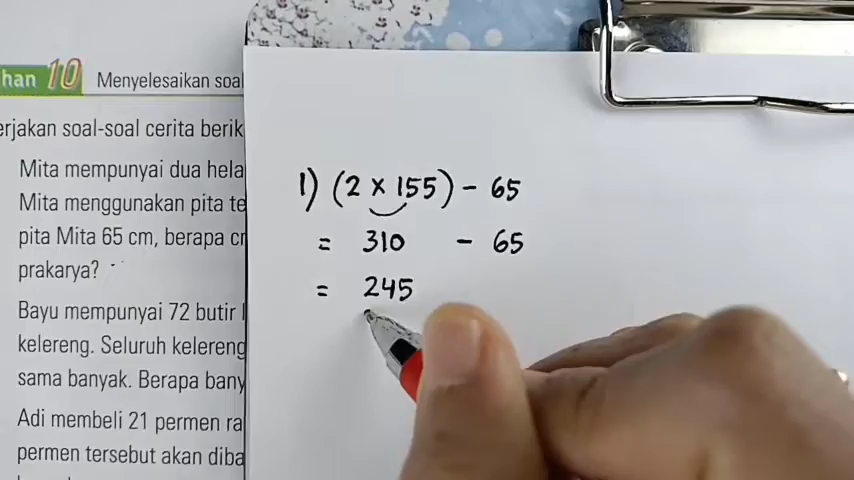 han 10 Menyelesaikan soal
erjakan soal-soal cerita berik
Mita mempunyai dua hela
Mita menggunakan pita te
pita Mita 65 cm, berapa cr
prakarya?
Bayu mempunyai 72 butir
kelereng. Seluruh kelereng
sama banyak. Berapa bany
Adi membeli 21 permen ra
permen tersebut akan diba
1) (2 × 155) - 65
= 310 - 65
= 245